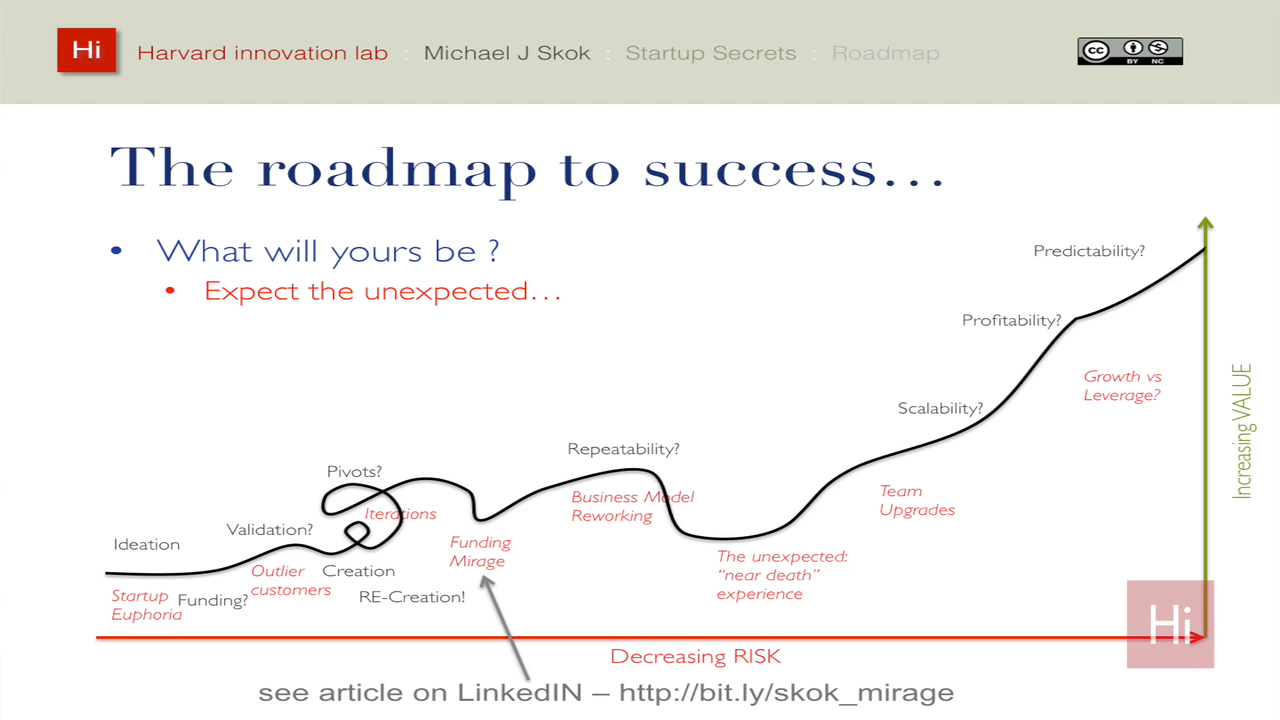 Hi
Harvard innovation lab : Michael J Skok : Startup Secrets : Roadmap
cc
BY NC
The roadmap to success...
• What will yours be ?
• Expect the unexpected...
Predictability?
Profitability?
Growth vs
Leverage?
Increasing VALUE
Scalability?
Repeatability?
Pivots?
Iterations
Business Model
Reworking
Team
Upgrades
Validation?
Ideation
Funding
Mirage
The unexpected:
"near death"
experience
Outlier
customers
Creation
Startup
Euphoria
Funding?
RE-Creation!
Hi
Decreasing RISK
see article on LinkedIN – http://bit.ly/skok_mirage